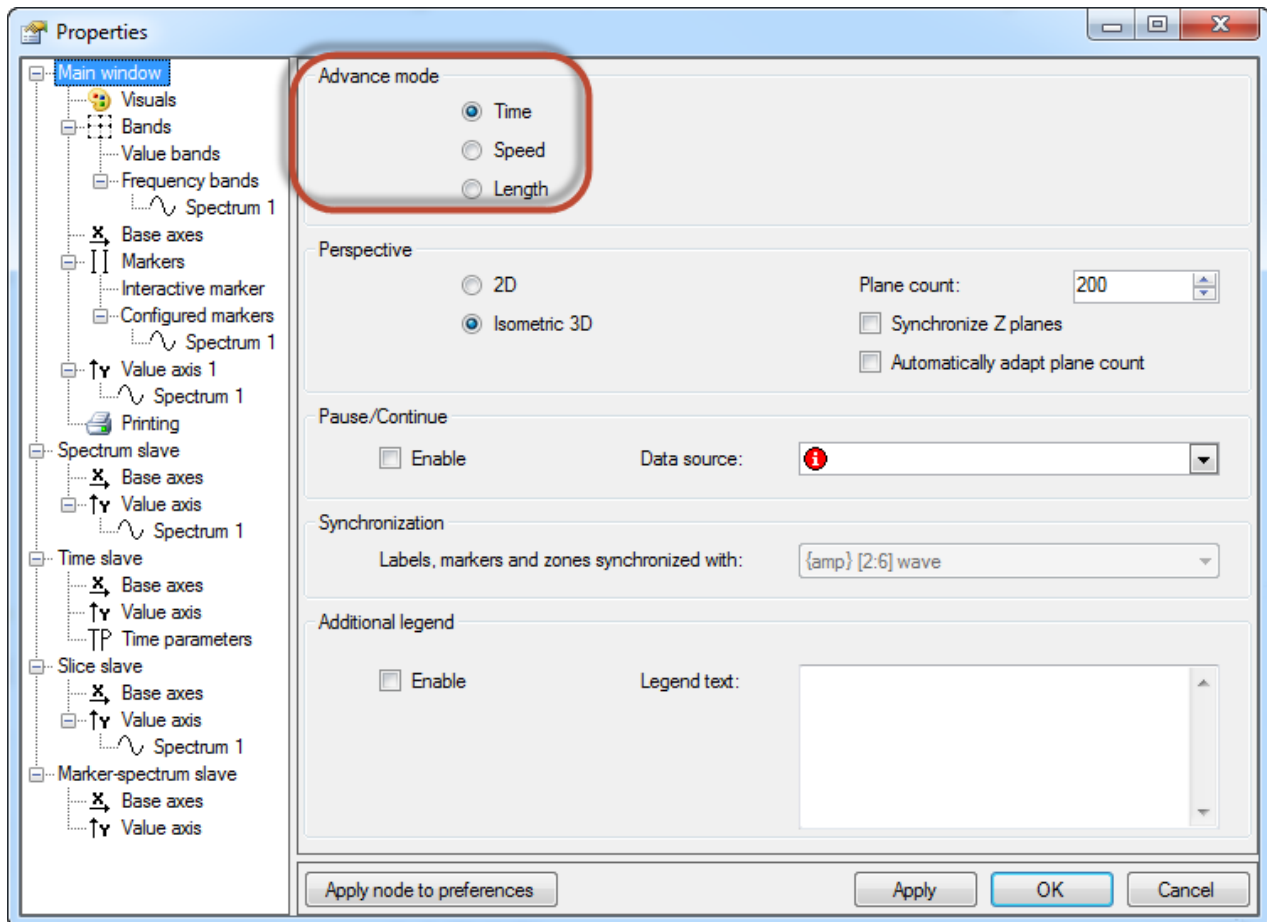 Properties
Main window
Visuals
Bands
Value bands
Frequency bands
Spectrum 1
Base axes
Markers
Interactive marker
Configured markers
Spectrum 1
Value axis 1
Spectrum 1
Printing
Spectrum slave
Base axes
Value axis
Spectrum 1
Time slave
Base axes
Value axis
Time parameters
Slice slave
Base axes
Value axis
Spectrum 1
Marker-spectrum slave
Base axes
Value axis
Advance mode
Time
Speed
Length
Perspective
2D
Isometric 3D
Plane count: 200
Synchronize Z planes
Automatically adapt plane count
Pause/Continue
Enable Data source:
Synchronization
Labels, markers and zones synchronized with: {amp} [2:6] wave
Additional legend
Enable Legend text:
Apply node to preferences Apply OK Cancel